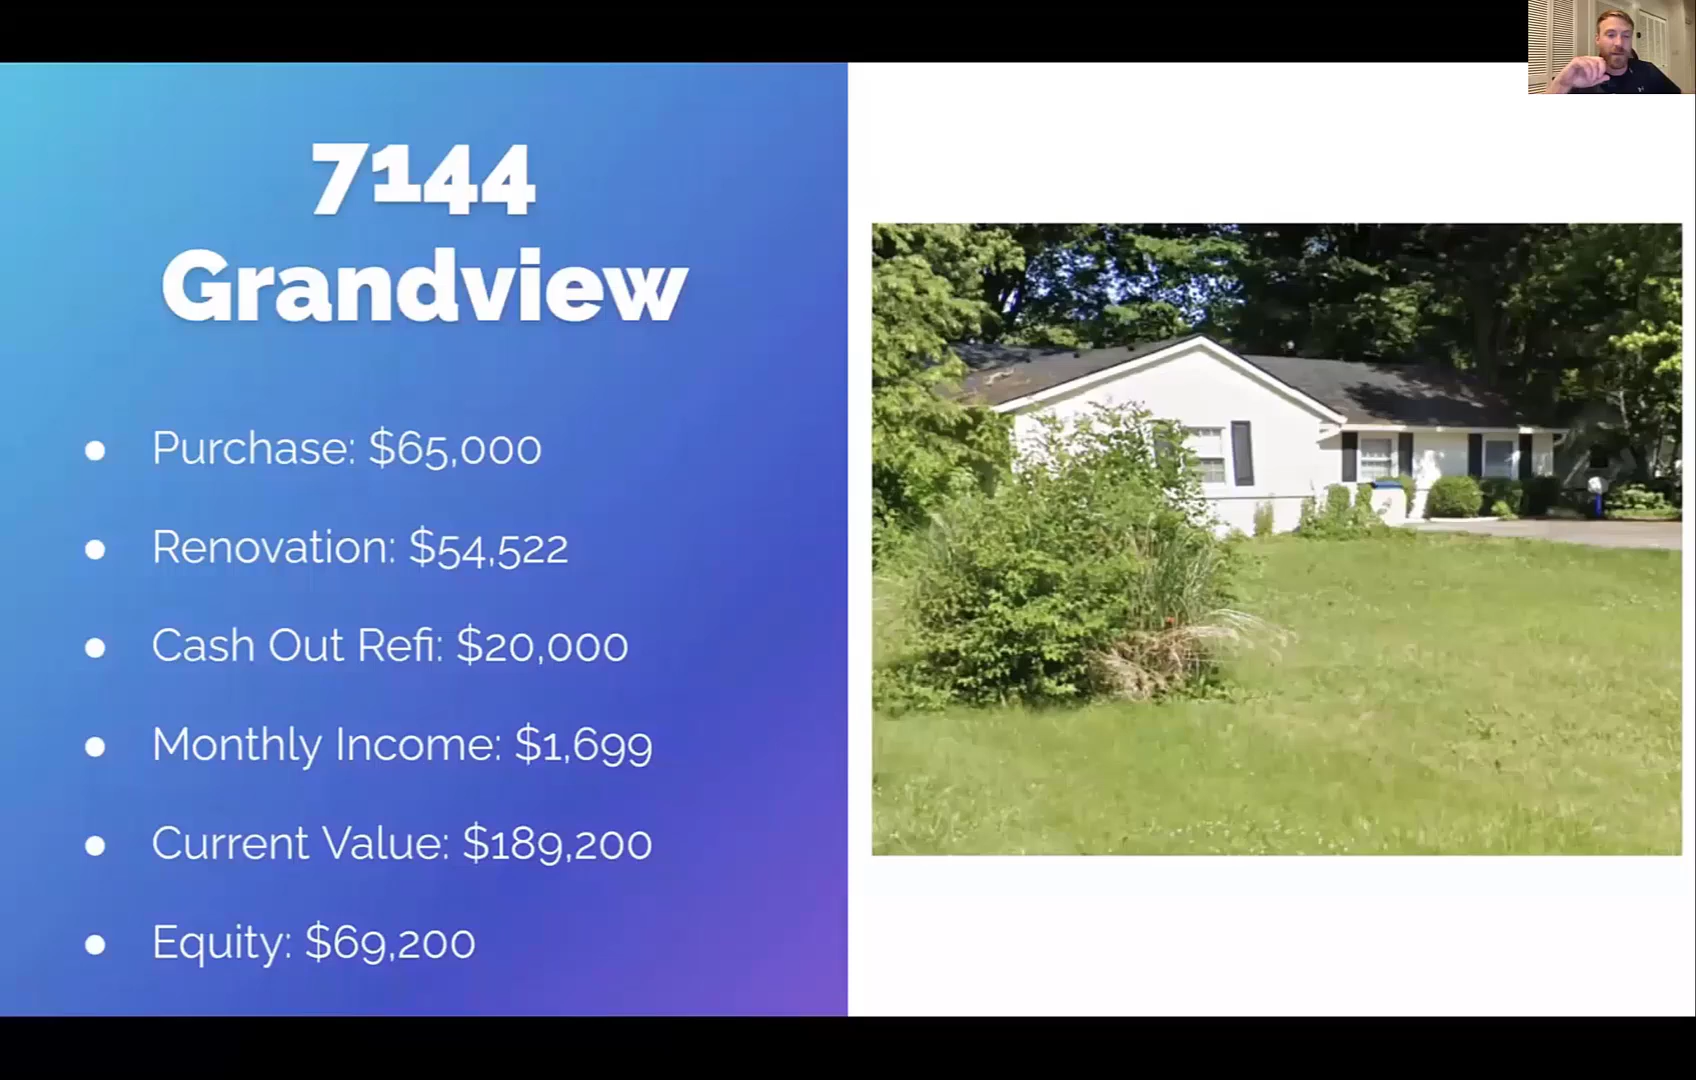 7144
Grandview
● Purchase: $65,000
● Renovation: $54,522
● Cash Out Refi: $20,000
● Monthly Income: $1,699
● Current Value: $189,200
● Equity: $69,200